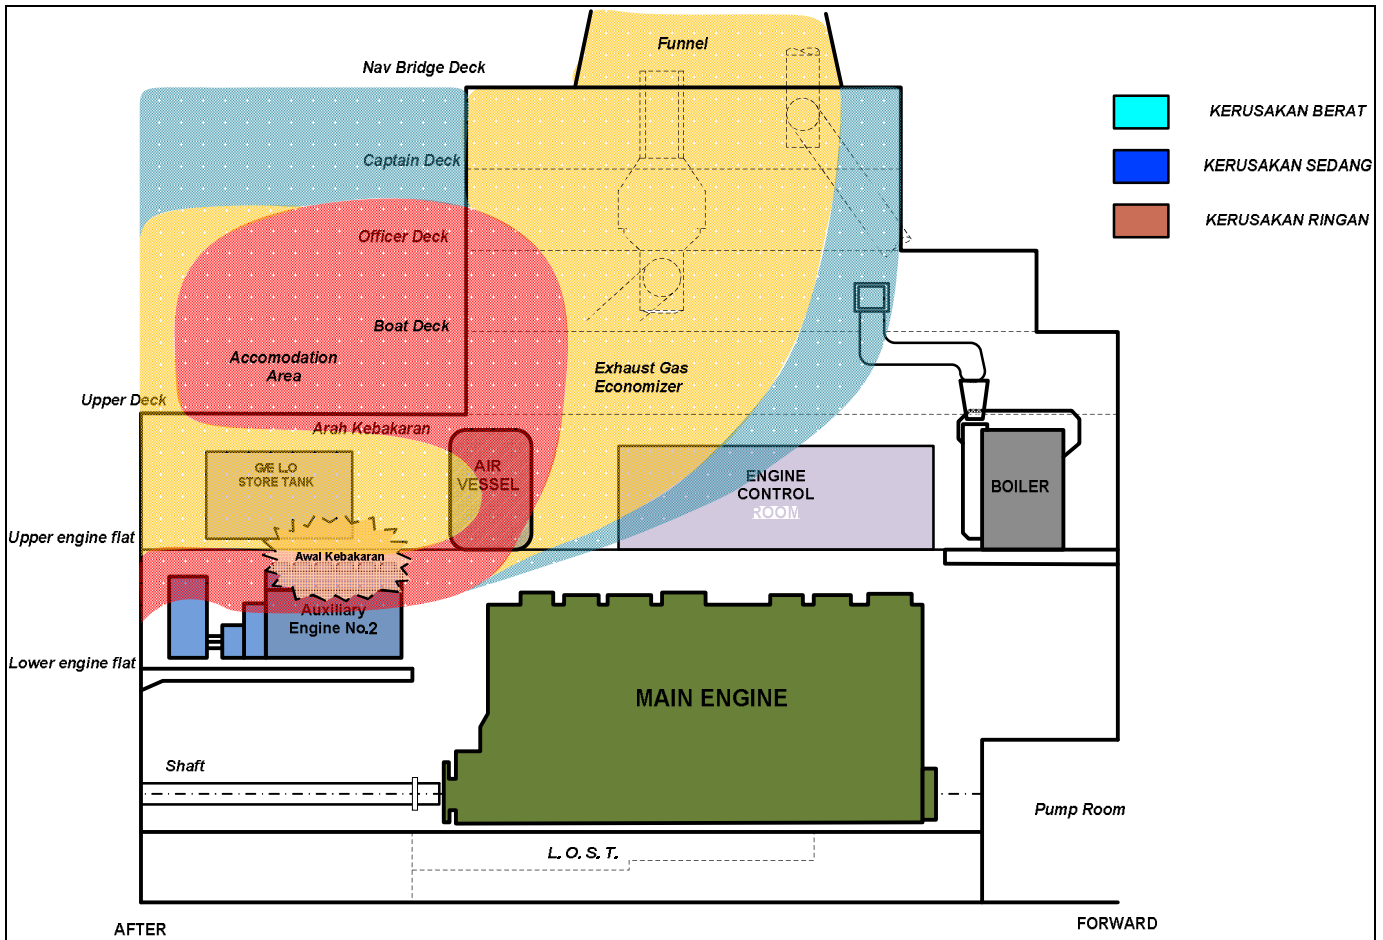 Funnel
Nav Bridge Deck
KERUSAKAN BERAT
Captain Deck
KERUSAKAN SEDANG
KERUSAKAN RINGAN
Officer Deck
Boat Deck
Accomodation
Area
Exhaust Gas
Economizer
Upper Deck
Arah Kebakaran
G/E LO
STORE TANK
AIR
VESSEL
ENGINE
CONTROL
ROOM
BOILER
Upper engine flat
Awal Kebakaran
Auxiliary
Engine No.2
Lower engine flat
MAIN ENGINE
Shaft
Pump Room
L. O. S. T.
AFTER
FORWARD